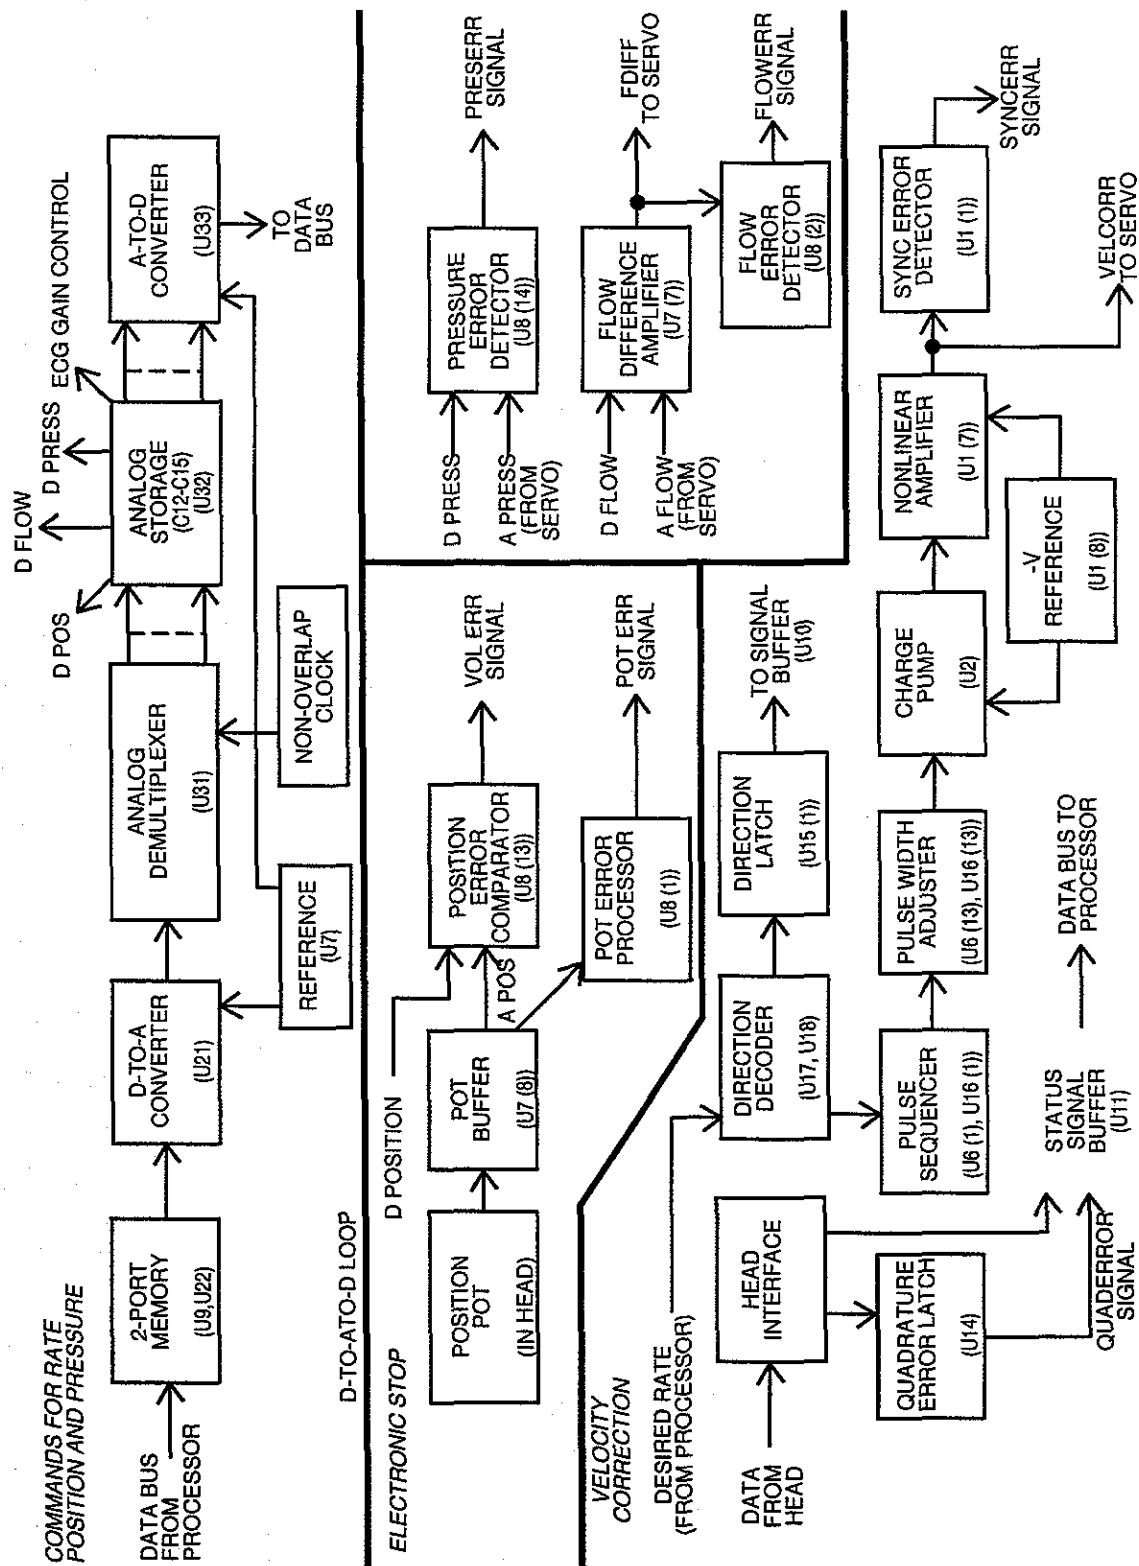 COMMANDS FOR RATE
POSITION AND PRESSURE
DATA BUS
FROM
PROCESSOR
2-PORT
MEMORY
(U9,U22)
D-TO-A
CONVERTER
(U21)
REFERENCE
(U7)
ANALOG
DEMULTIPLEXER
(U31)
NON-OVERLAP
CLOCK
D POS
D FLOW
D PRESS
ECG GAIN CONTROL
ANALOG
STORAGE
(C12-C15)
(U32)
A-TO-D
CONVERTER
(U33)
TO
DATA
BUS
D-TO-ATO-D LOOP
ELECTRONIC STOP
D POSITION
POSITION
POT
(IN HEAD)
POT
BUFFER
(U7 (8))
A POS
POSITION
ERROR
COMPARATOR
(U8 (13))
VOL ERR
SIGNAL
POT ERROR
PROCESSOR
(U8 (1))
POT ERR
SIGNAL
D PRESS
A PRESS
(FROM
SERVO)
PRESSURE
ERROR
DETECTOR
(U8 (14))
PRESERR
SIGNAL
D FLOW
A FLOW
(FROM
SERVO)
FLOW
DIFFERENCE
AMPLIFIER
(U7 (7))
FDIFF
TO SERVO
FLOW
ERROR
DETECTOR
(U8 (2))
FLOWERR
SIGNAL
VELOCITY
CORRECTION
DESIRED RATE
(FROM PROCESSOR)
DATA
FROM
HEAD
HEAD
INTERFACE
DIRECTION
DECODER
(U17, U18)
DIRECTION
LATCH
(U15 (1))
TO SIGNAL
BUFFER
(U10)
QUADRATURE
ERROR LATCH
(U14)
QUADERROR
SIGNAL
STATUS
SIGNAL
BUFFER
(U11)
DATA BUS TO
PROCESSOR
PULSE
SEQUENCER
(U6 (1), U16 (1))
PULSE WIDTH
ADJUSTER
(U6 (13), U16 (13))
CHARGE
PUMP
(U2)
-V
REFERENCE
(U1 (8))
NONLINEAR
AMPLIFIER
(U1 (7))
SYNC ERROR
DETECTOR
(U1 (1))
SYNCERR
SIGNAL
VELCORR
TO SERVO